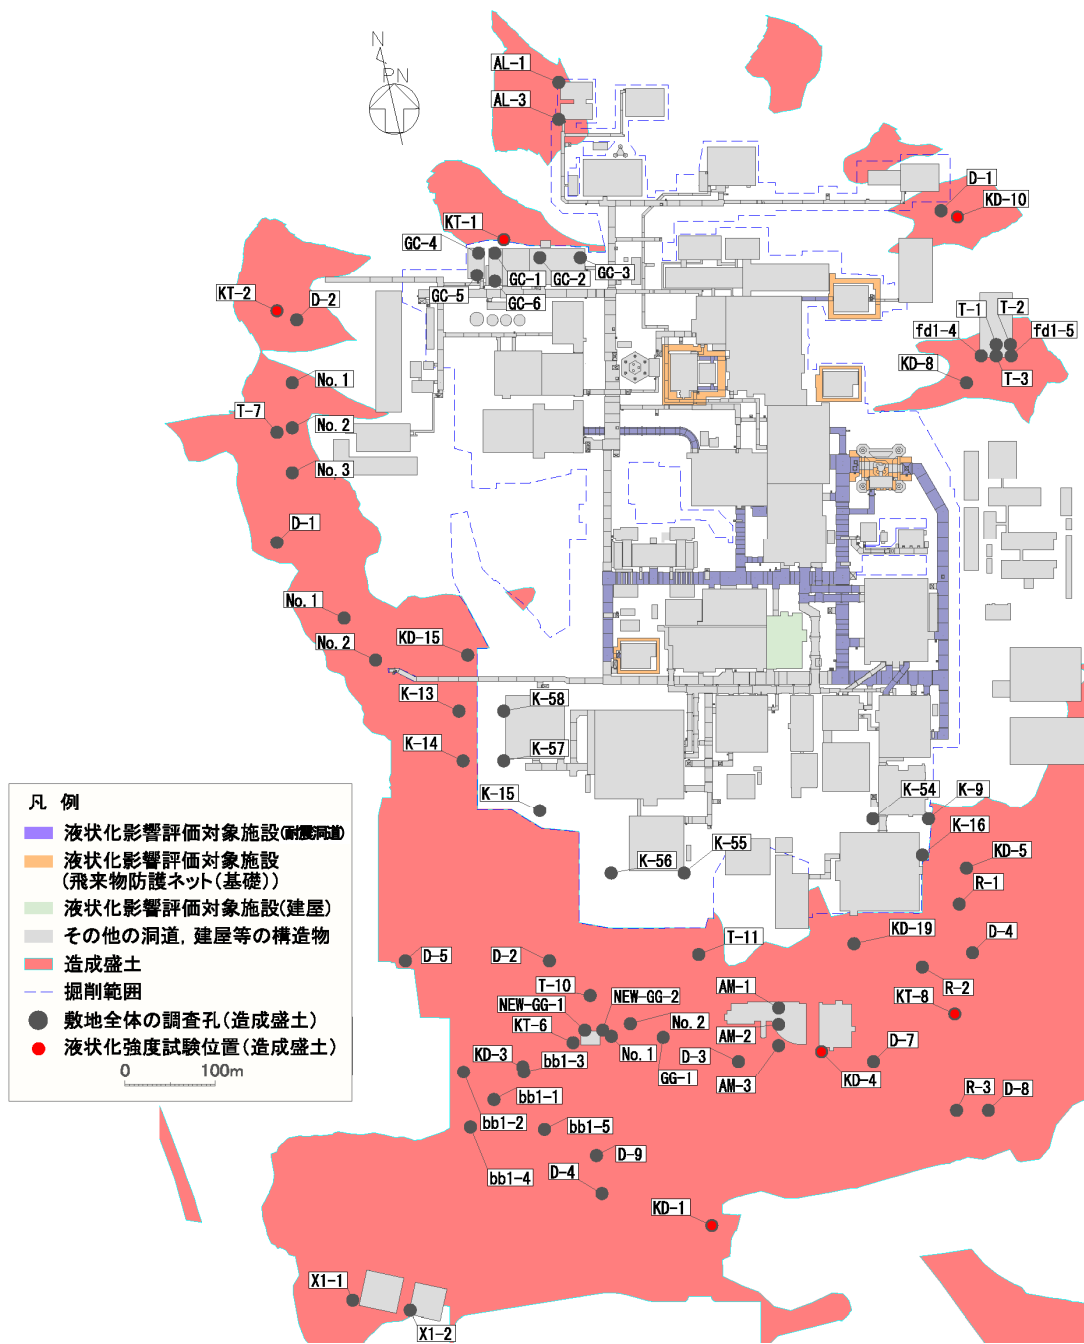 N
PN
AL-1
AL-3
D-1
KD-10
KT-1
GC-4
GC-1
GC-2
GC-3
GC-5
GC-6
KT-2
D-2
T-1
T-2
fd1-4
fd1-5
T-3
KD-8
No.1
T-7
No.2
No.3
D-1
No.1
No.2
KD-15
K-13
K-58
K-14
K-57
K-15
K-54
K-9
K-16
K-56
K-55
KD-5
R-1
凡 例
液状化影響評価対象施設(耐震洞道)
液状化影響評価対象施設
(飛来物防護ネット(基礎))
液状化影響評価対象施設(建屋)
その他の洞道,建屋等の構造物
造成盛土
掘削範囲
敷地全体の調査孔(造成盛土)
液状化強度試験位置(造成盛土)
0 100m
D-5
D-2
T-11
KD-19
D-4
R-2
T-10
NEW-GG-1
NEW-GG-2
AM-1
KT-8
KT-6
No.2
AM-2
No.1
KD-3
bb1-3
GG-1
D-3
AM-3
KD-4
D-7
bb1-1
R-3
D-8
bb1-2
bb1-5
bb1-4
D-9
D-4
KD-1
X1-1
X1-2